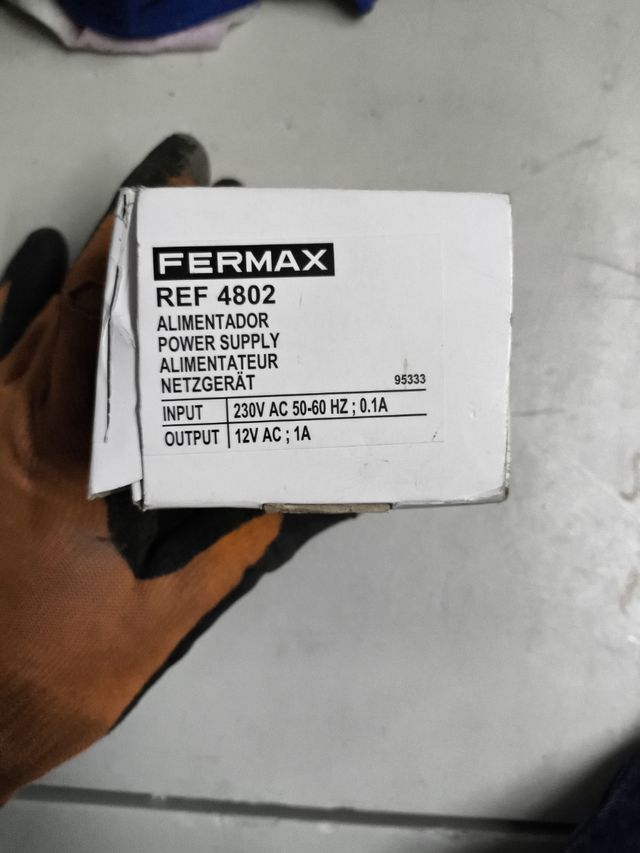 FERMAX
REF 4802
ALIMENTADOR
POWER SUPPLY
ALIMENTATEUR
NETZGERÄT 95333
INPUT 230V AC 50-60 HZ ; 0.1A
OUTPUT 12V AC ; 1A